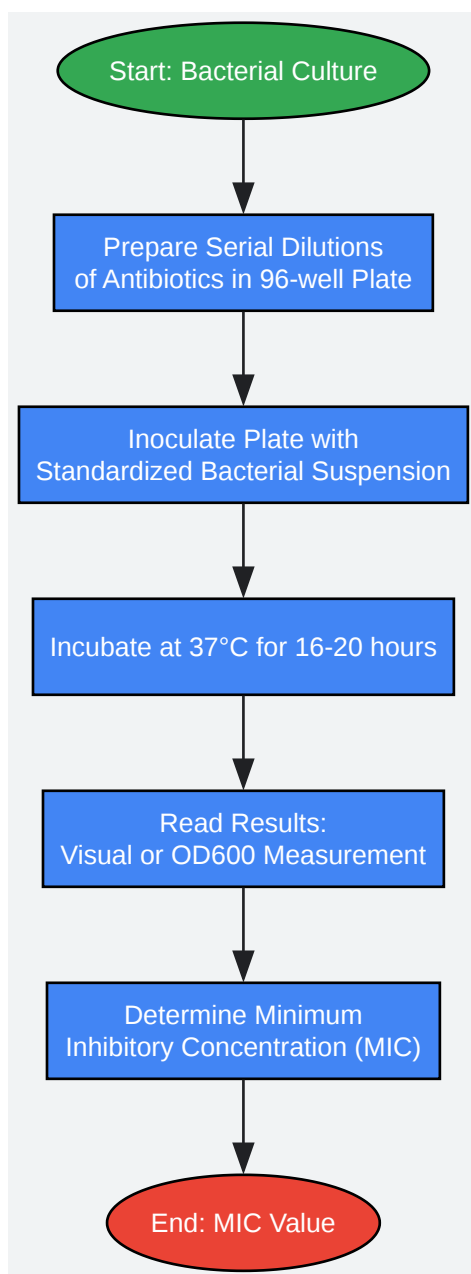 Start: Bacterial Culture
Prepare Serial Dilutions
of Antibiotics in 96-well Plate
Inoculate Plate with
Standardized Bacterial Suspension
Incubate at 37°C for 16-20 hours
Read Results:
Visual or OD600 Measurement
Determine Minimum
Inhibitory Concentration (MIC)
End: MIC Value